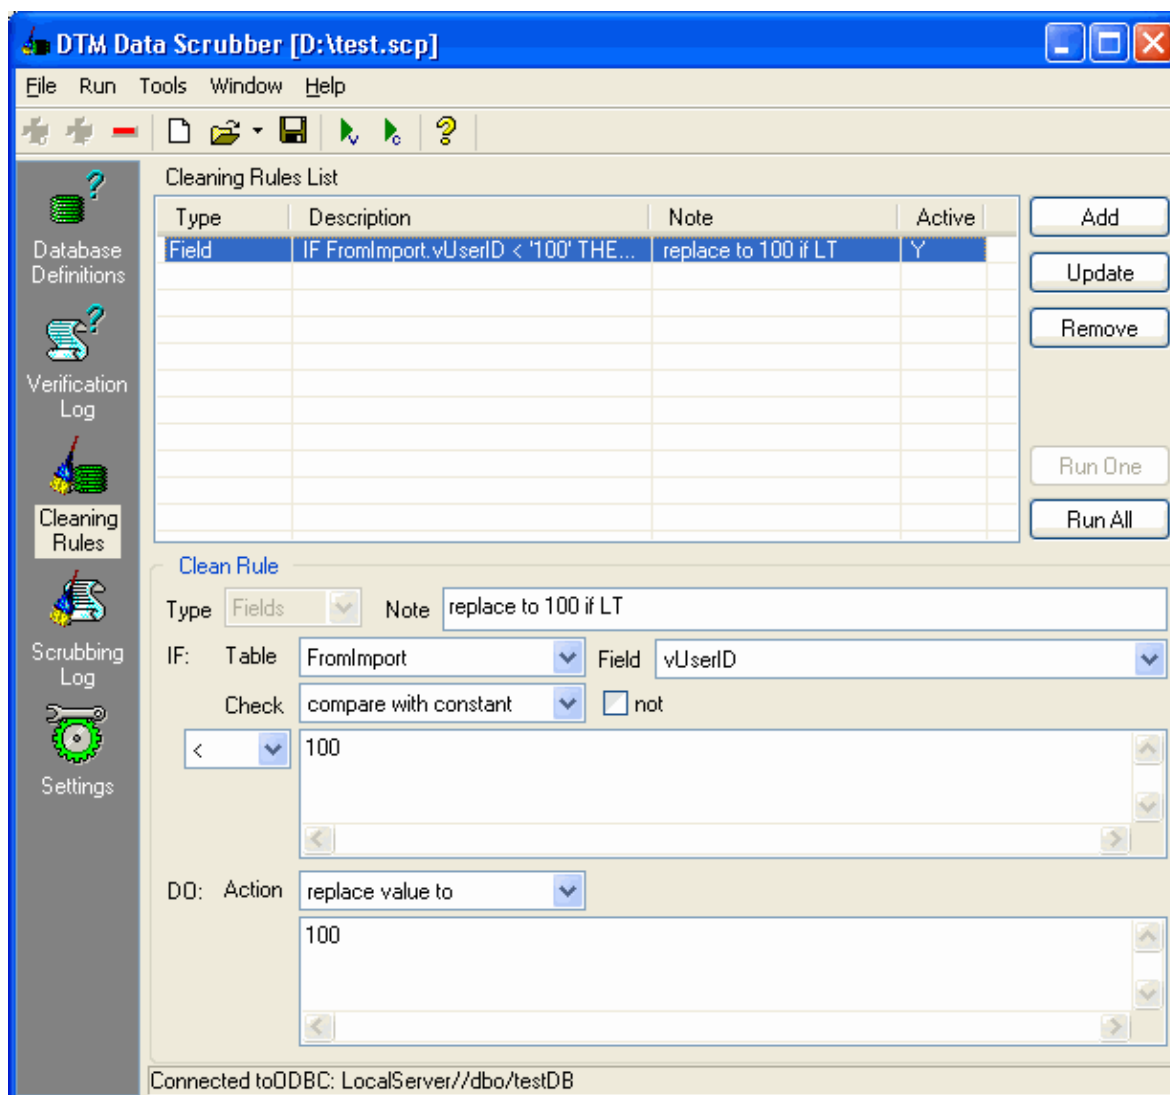 DTM Data Scrubber [D:\test.scp]
File Run Tools Window Help
Cleaning Rules List
Type Description Note Active
Field IF FromImport.vUserID < '100' THE... replace to 100 if LT Y
Add
Update
Remove
Run One
Run All
Database
Definitions
Verification
Log
Cleaning
Rules
Scrubbing
Log
Settings
Clean Rule
Type Fields Note replace to 100 if LT
IF: Table FromImport Field vUserID
Check compare with constant not
< 100
DO: Action replace value to
100
Connected toODBC: LocalServer//dbo/testDB